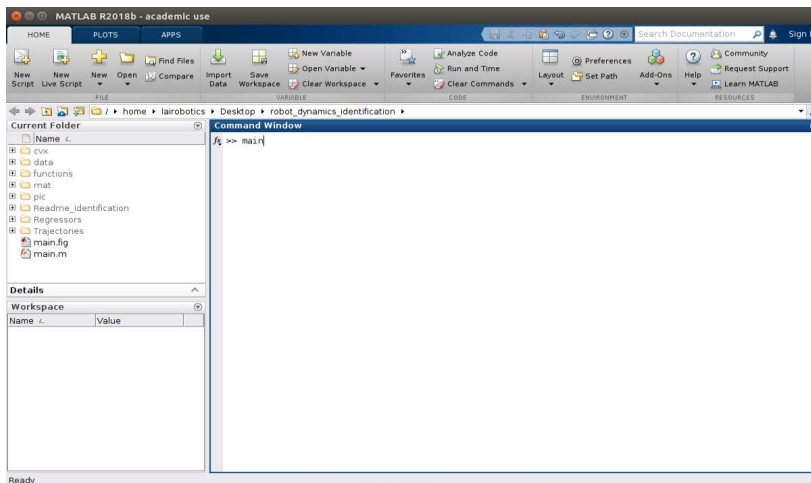 MATLAB R2018b - academic use
HOME PLOTS APPS Search Documentation Sign
New Script New Live Script New Open Find Files Compare Import Data Save Workspace New Variable Open Variable Clear Workspace Favorites Analyze Code Run and Time Clear Commands Layout Preferences Set Path Add-Ons Help Community Request Support Learn MATLAB
FILE VARIABLE CODE ENVIRONMENT RESOURCES
/ home lairobotics Desktop robot_dynamics_identification
Current Folder
Name
cvx
data
functions
mat
pic
Readme_Identification
Regressors
Trajectories
main.fig
main.m
Details
Workspace
Name Value
Command Window
fx >> main
Ready